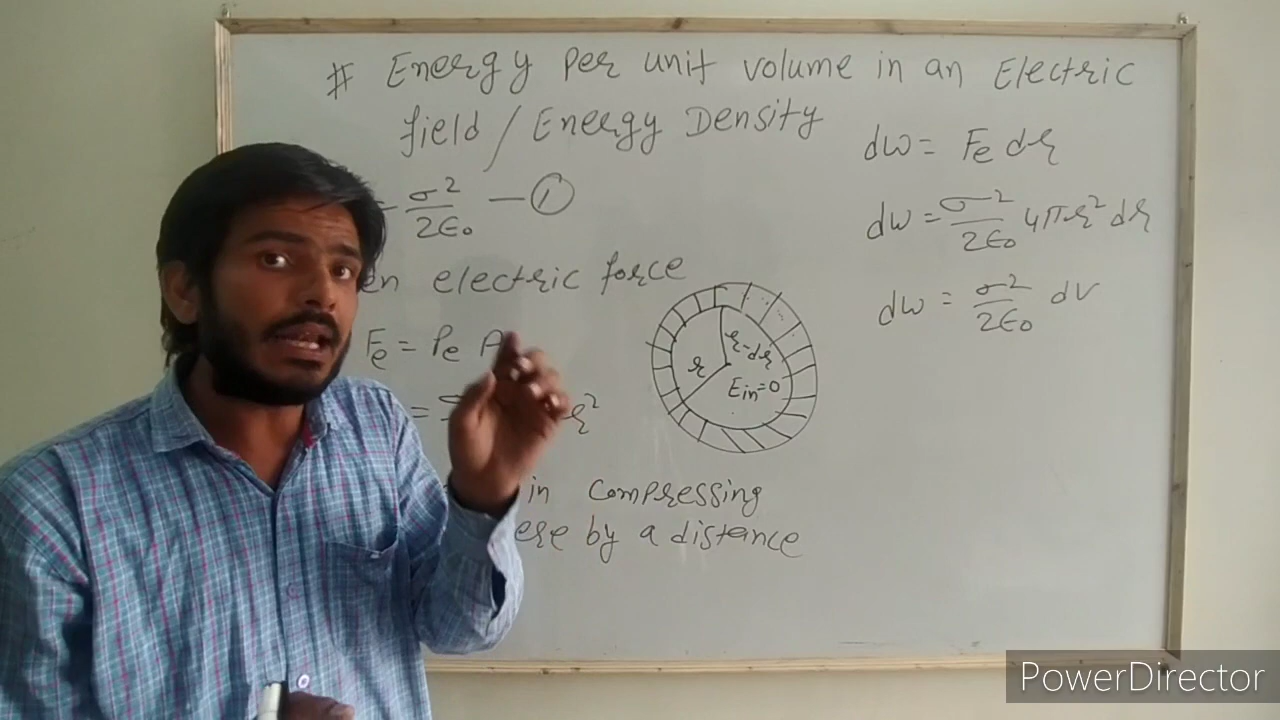 # Energy Per unit volume in an Electric
field / Energy Density
= σ²/2ε₀ — ①
electric force
Fe = Pe A
= r²
in compressing
by a distance
r-dr
r
Ein=0
dw = Fe dr
dw = σ²/2ε₀ 4πr² dr
dw = σ²/2ε₀ dV
PowerDirector